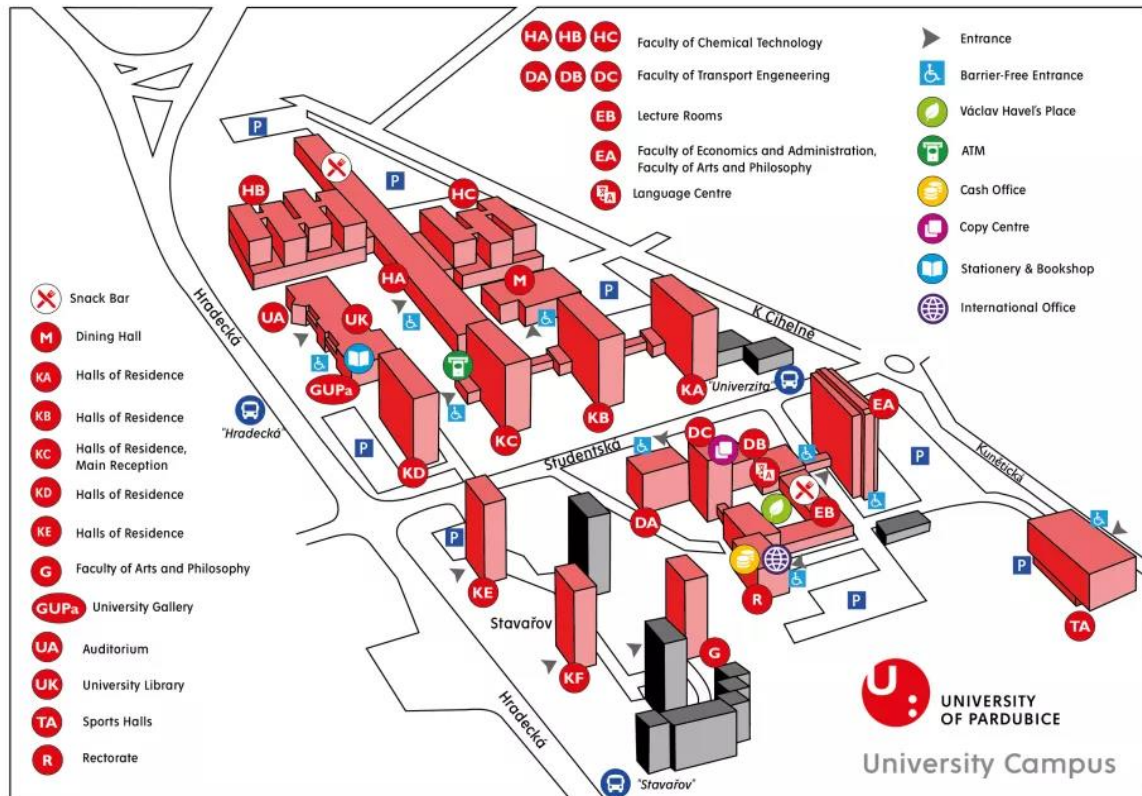 HA HB HC Faculty of Chemical Technology
DA DB DC Faculty of Transport Engeneering
EB Lecture Rooms
EA Faculty of Economics and Administration,
Faculty of Arts and Philosophy
Language Centre
Entrance
Barrier-Free Entrance
Václav Havel's Place
ATM
Cash Office
Copy Centre
Stationery & Bookshop
International Office
Snack Bar
M Dining Hall
KA Halls of Residence
KB Halls of Residence
KC Halls of Residence,
Main Reception
KD Halls of Residence
KE Halls of Residence
G Faculty of Arts and Philosophy
GUPa University Gallery
UA Auditorium
UK University Library
TA Sports Halls
R Rectorate
P
P
HB
HC
HA
M
P
K Cihelně
Hradecká
UA
UK
GUPa
KA
"Univerzita"
KB
KC
EA
"Hradecká"
P
KD
Studentská
DC
DB
P
Kunětická
DA
EB
P
KE
R
P
P
TA
Stavařov
KF
G
Hradecká
"Stavařov"
U:
UNIVERSITY
OF PARDUBICE
University Campus